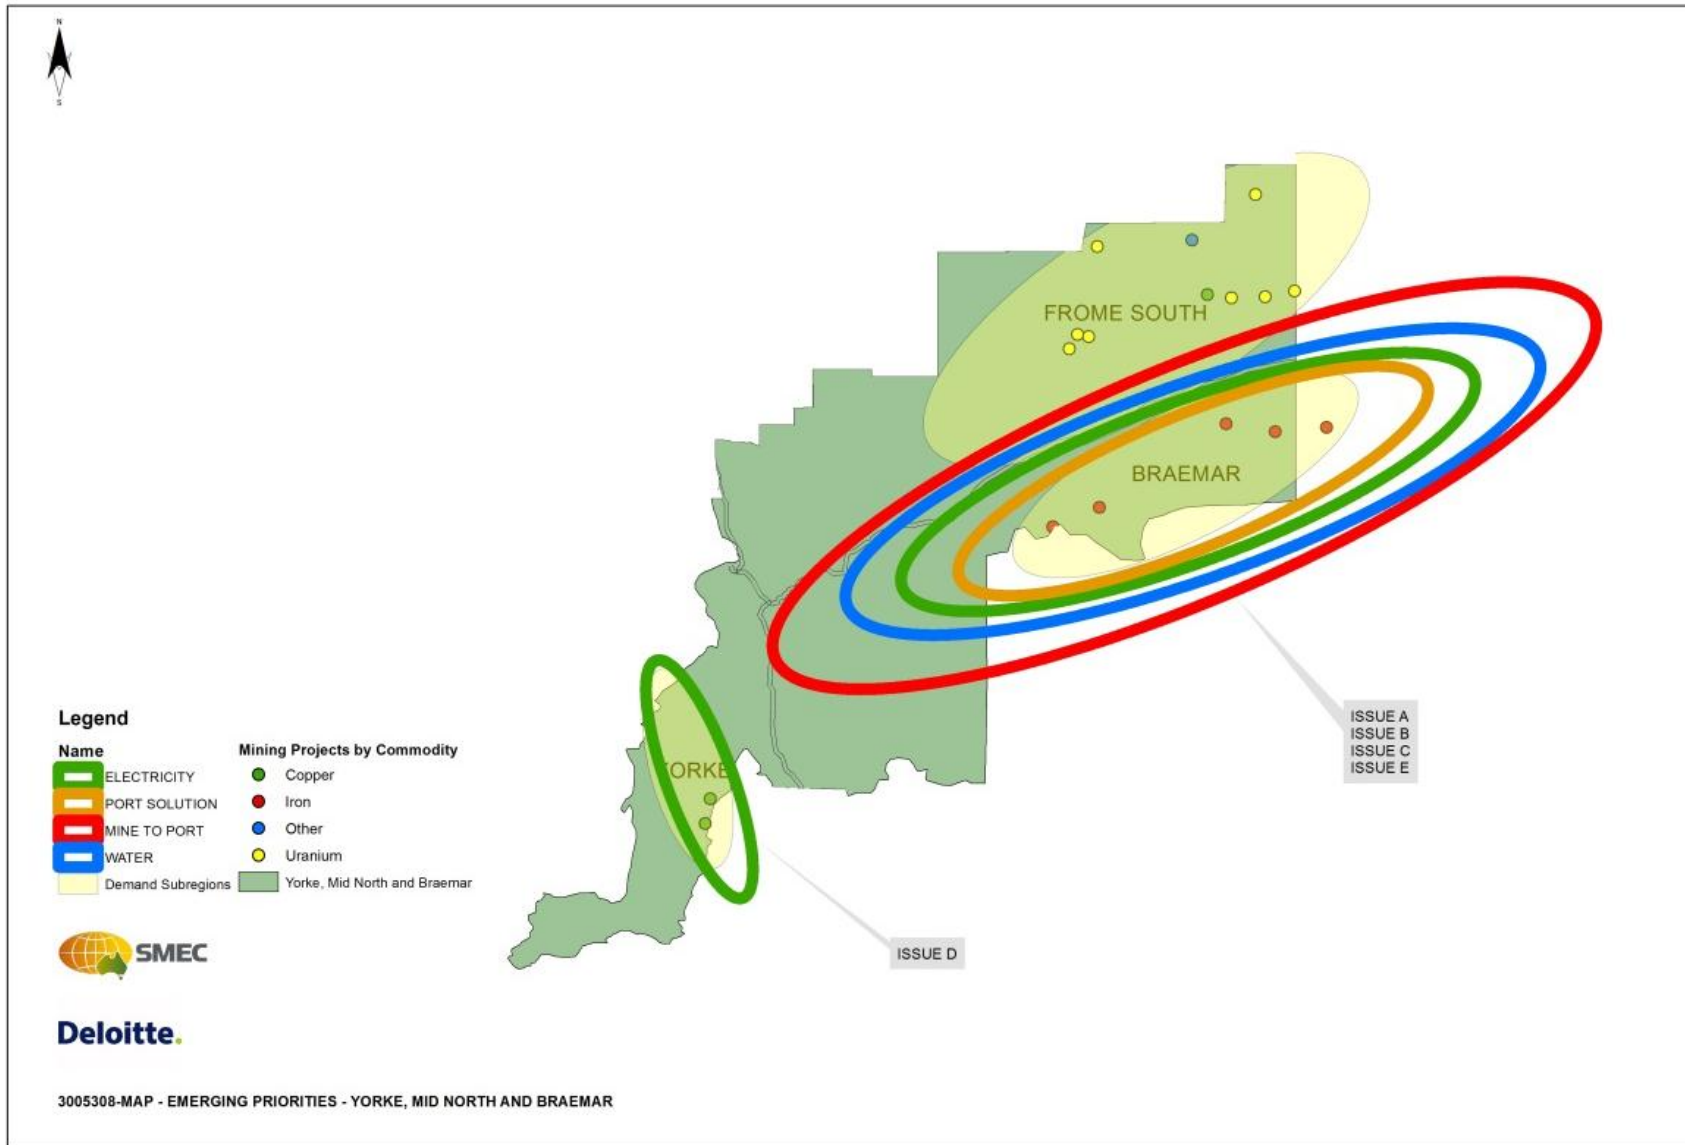 N
S
FROME SOUTH
BRAEMAR
YORKE
ISSUE A
ISSUE B
ISSUE C
ISSUE E
ISSUE D
Legend
Name
ELECTRICITY
PORT SOLUTION
MINE TO PORT
WATER
Demand Subregions
Mining Projects by Commodity
Copper
Iron
Other
Uranium
Yorke, Mid North and Braemar
SMEC
Deloitte.
3005308-MAP - EMERGING PRIORITIES - YORKE, MID NORTH AND BRAEMAR